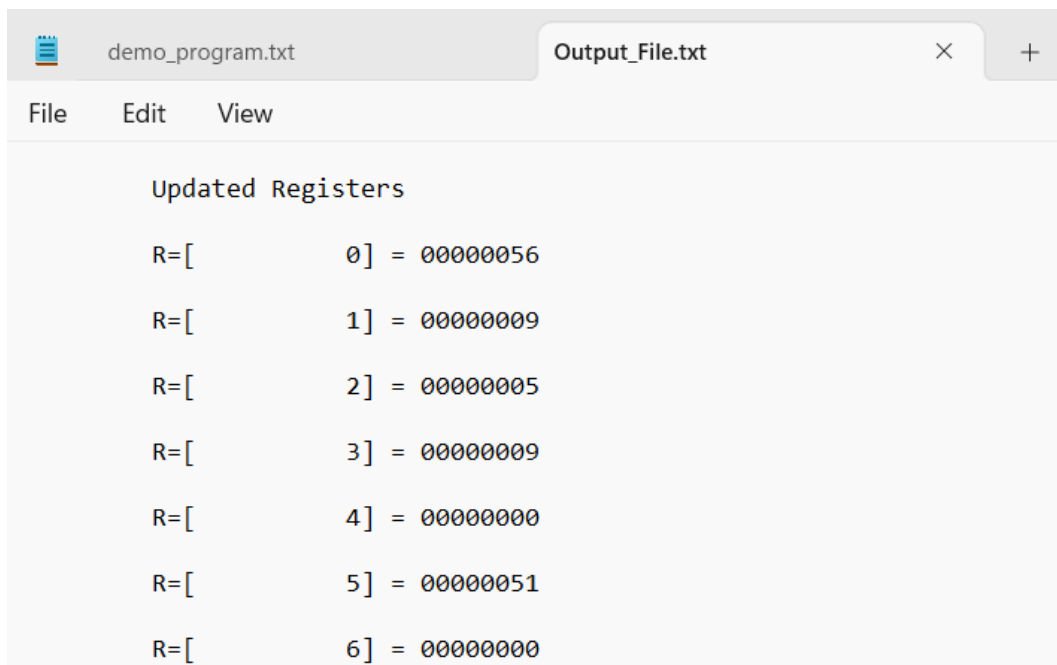 demo_program.txt Output_File.txt
File Edit View
Updated Registers
R=[          0] = 00000056
R=[          1] = 00000009
R=[          2] = 00000005
R=[          3] = 00000009
R=[          4] = 00000000
R=[          5] = 00000051
R=[          6] = 00000000